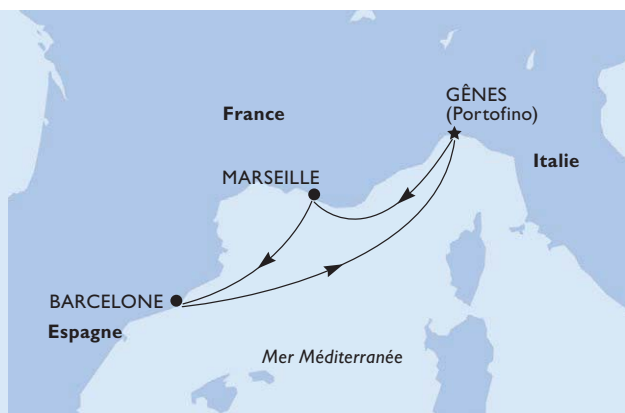 GÊNES
(Portofino)
France
Italie
MARSEILLE
BARCELONE
Espagne
Mer Méditerranée